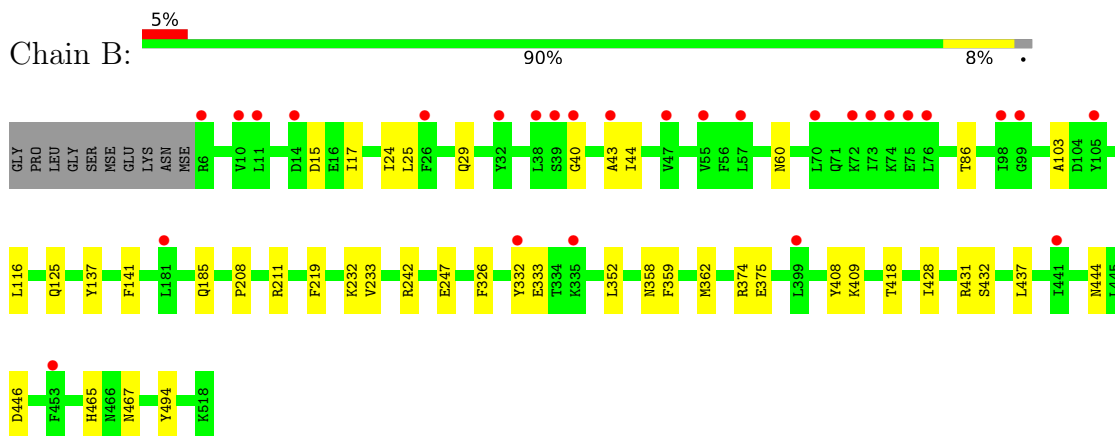 5%
Chain B:
90% 8% •
GLY PRO LEU GLY SER MSE GLU LYS ASN MSE R6 V10 L11 D14 D15 E16 I17 I24 L25 F26 Q29 Y32 L38 S39 G40 A43 I44 V47 V55 F56 L57 N60 L70 Q71 K72 I73 K74 E75 L76 T86 I98 G99 A103 D104 Y105
L116 Q125 Y137 F141 L181 Q185 P208 R211 F219 K232 V233 R242 E247 F326 Y332 E333 T334 K335 L352 N358 F359 M362 R374 E375 L399 Y408 K409 T418 I428 R431 S432 L437 I441 N444 L445
D446 F453 H465 N466 N467 Y494 K518